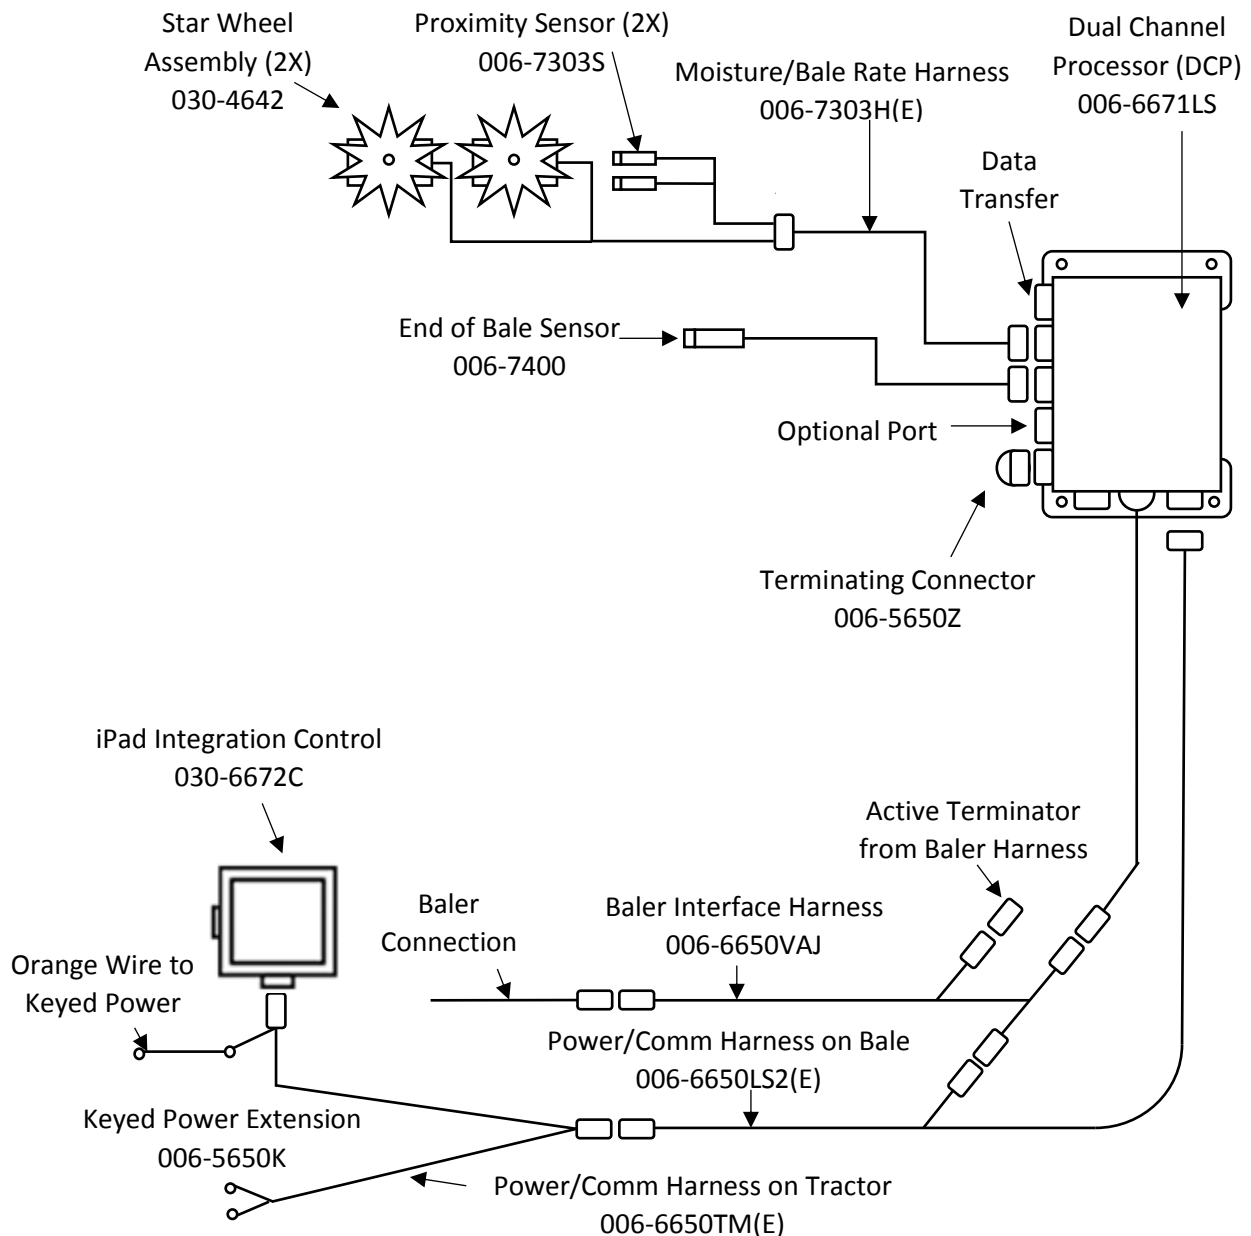 Star Wheel
Assembly (2X)
030-4642
Proximity Sensor (2X)
006-7303S
Moisture/Bale Rate Harness
006-7303H(E)
Dual Channel
Processor (DCP)
006-6671LS
Data
Transfer
End of Bale Sensor
006-7400
Optional Port
Terminating Connector
006-5650Z
iPad Integration Control
030-6672C
Active Terminator
from Baler Harness
Baler
Connection
Baler Interface Harness
006-6650VAJ
Orange Wire to
Keyed Power
Power/Comm Harness on Bale
006-6650LS2(E)
Keyed Power Extension
006-5650K
Power/Comm Harness on Tractor
006-6650TM(E)